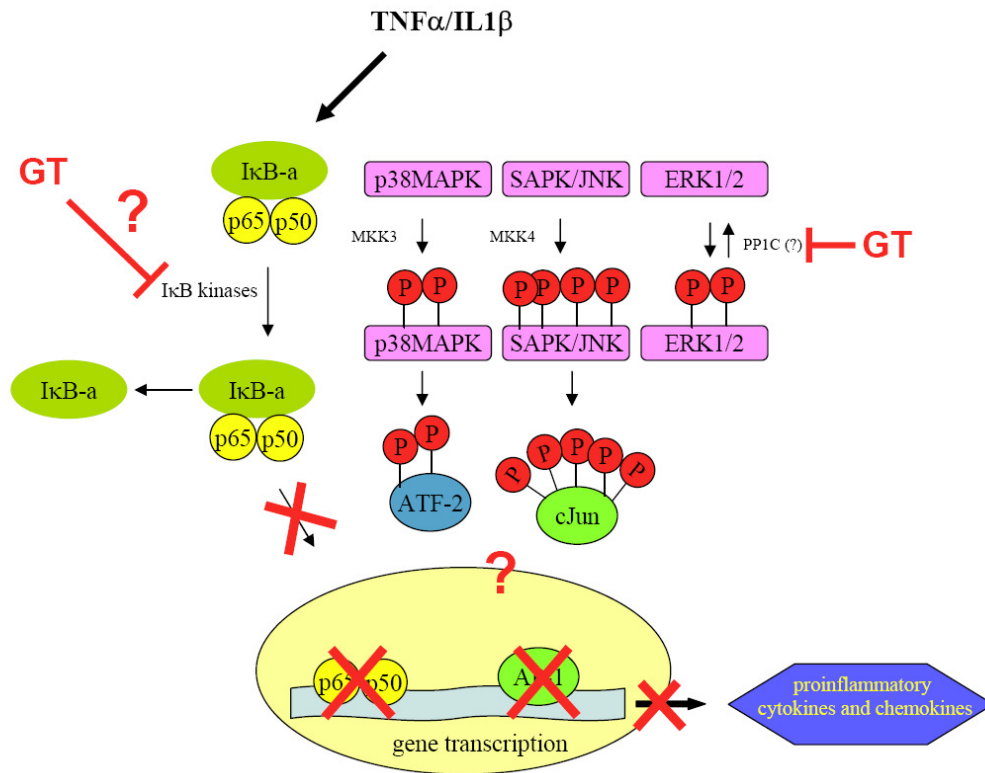 TNFα/IL1β
GT
?
IκB-a
p65 p50
p38MAPK
SAPK/JNK
ERK1/2
MKK3
MKK4
PP1C (?)
GT
IκB kinases
P P
P P P P
P P
p38MAPK
SAPK/JNK
ERK1/2
IκB-a
IκB-a
p65 p50
P P
ATF-2
P P P P P
cJun
?
p65 p50
gene transcription
proinflammatory
cytokines and chemokines